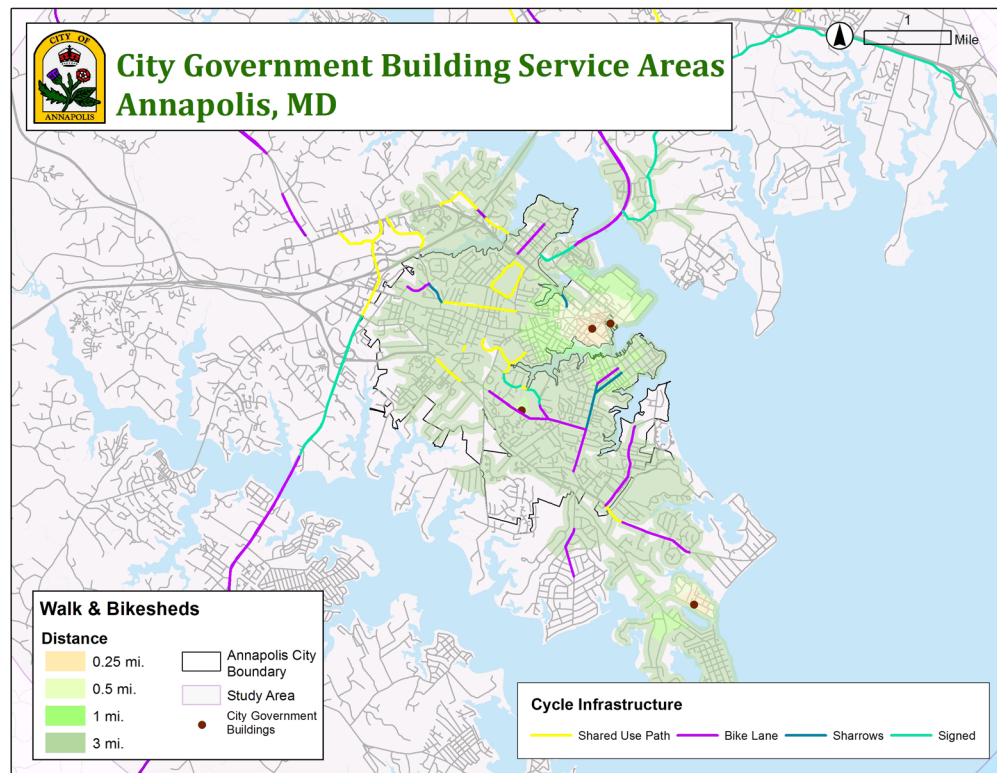 CITY OF
ANNAPOLIS
City Government Building Service Areas
Annapolis, MD
1
Mile
Walk & Bikesheds
Distance
0.25 mi.
0.5 mi.
1 mi.
3 mi.
Annapolis City
Boundary
Study Area
City Government
Buildings
Cycle Infrastructure
Shared Use Path
Bike Lane
Sharrows
Signed